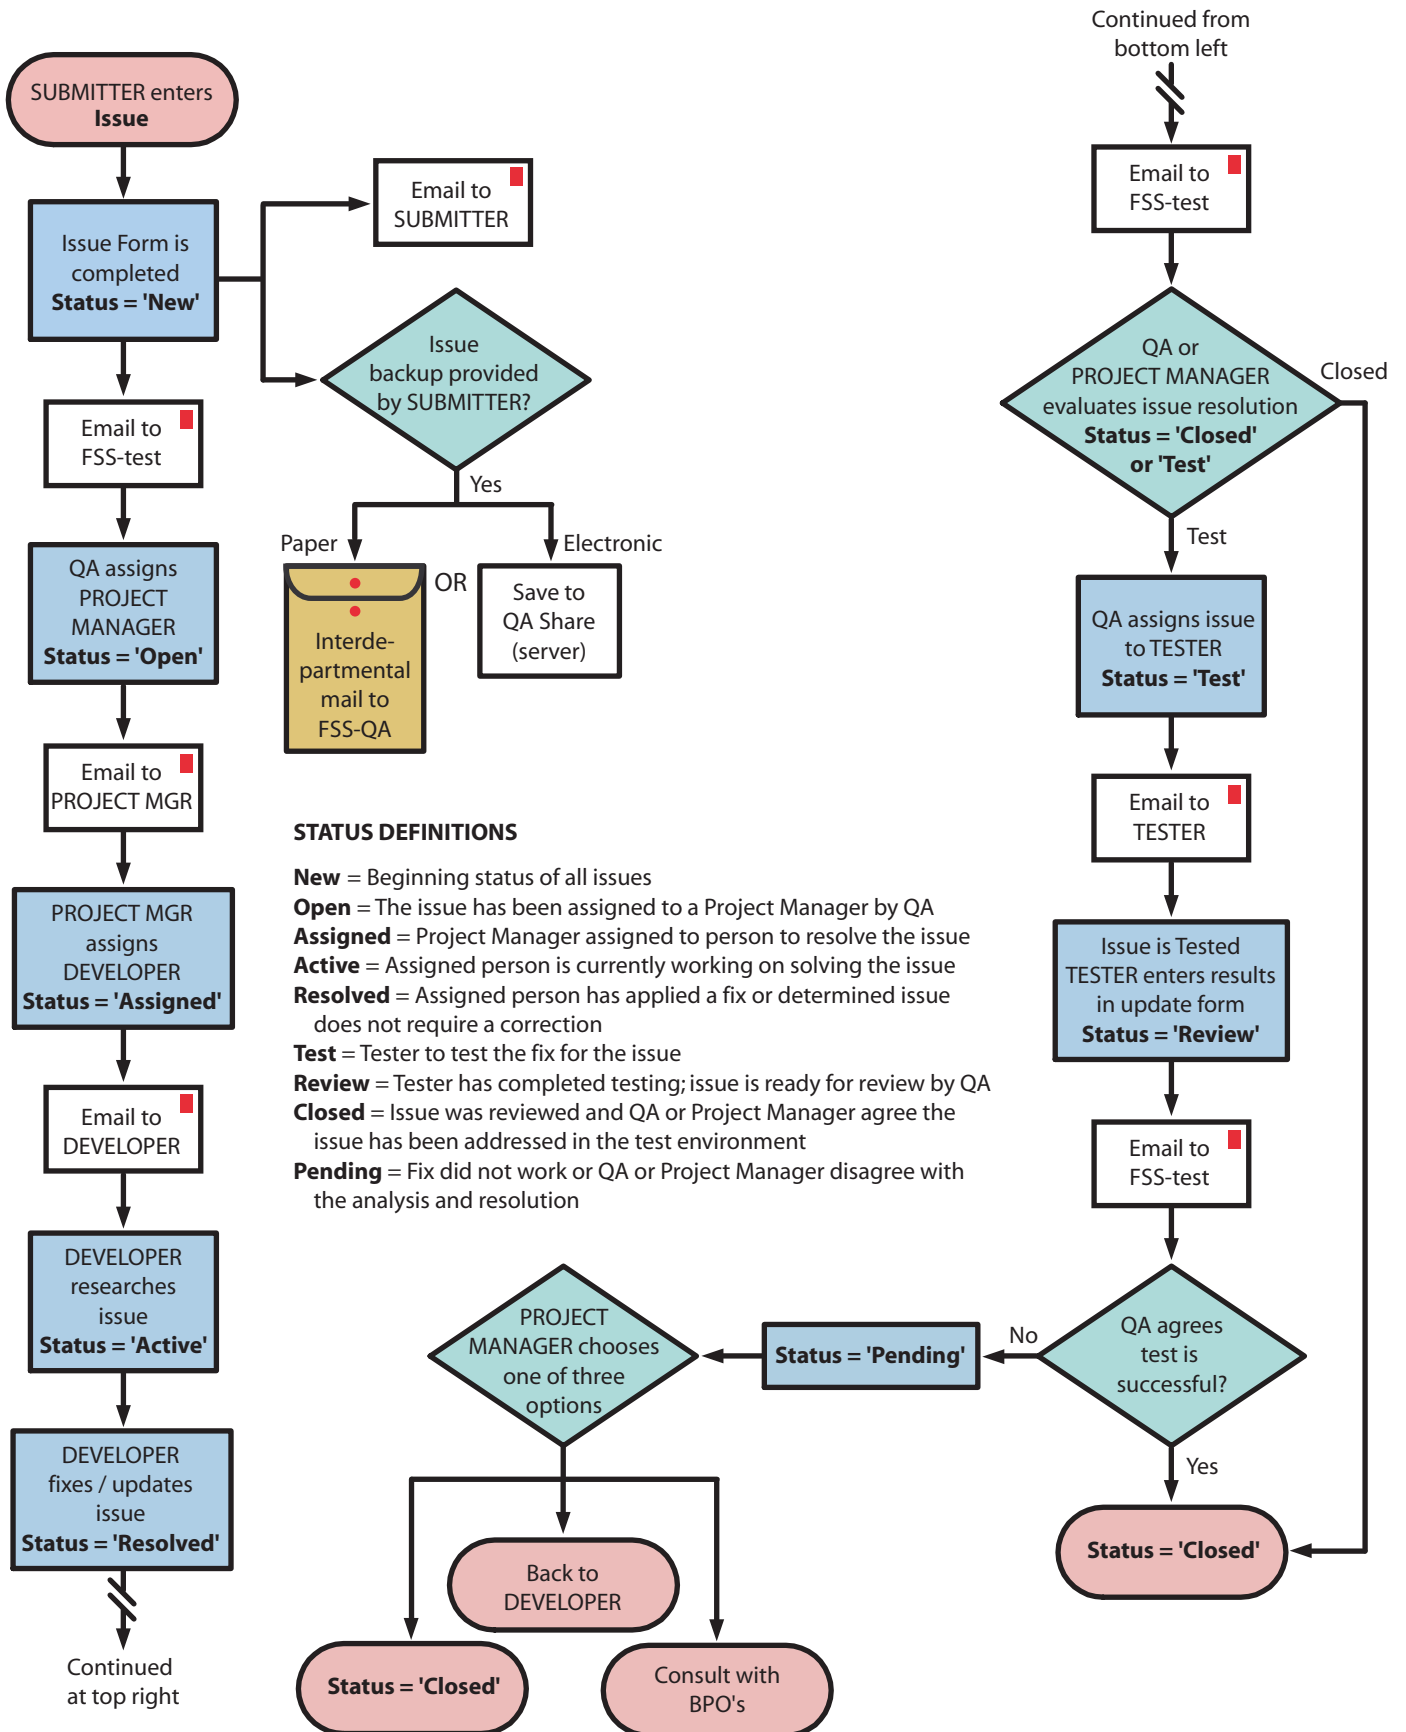 SUBMITTER enters
Issue
Issue Form is
completed
Status = 'New'
Email to
SUBMITTER
Issue
backup provided
by SUBMITTER?
Yes
Paper
Electronic
OR
Interde-
partmental
mail to
FSS-QA
Save to
QA Share
(server)
Email to
FSS-test
QA assigns
PROJECT
MANAGER
Status = 'Open'
Email to
PROJECT MGR
PROJECT MGR
assigns
DEVELOPER
Status = 'Assigned'
Email to
DEVELOPER
DEVELOPER
researches
issue
Status = 'Active'
DEVELOPER
fixes / updates
issue
Status = 'Resolved'
Continued
at top right
STATUS DEFINITIONS
New = Beginning status of all issues
Open = The issue has been assigned to a Project Manager by QA
Assigned = Project Manager assigned to person to resolve the issue
Active = Assigned person is currently working on solving the issue
Resolved = Assigned person has applied a fix or determined issue
does not require a correction
Test = Tester to test the fix for the issue
Review = Tester has completed testing; issue is ready for review by QA
Closed = Issue was reviewed and QA or Project Manager agree the
issue has been addressed in the test environment
Pending = Fix did not work or QA or Project Manager disagree with
the analysis and resolution
Continued from
bottom left
Email to
FSS-test
QA or
PROJECT MANAGER
evaluates issue resolution
Status = 'Closed'
or 'Test'
Closed
Test
QA assigns issue
to TESTER
Status = 'Test'
Email to
TESTER
Issue is Tested
TESTER enters results
in update form
Status = 'Review'
Email to
FSS-test
QA agrees
test is
successful?
No
Yes
Status = 'Pending'
PROJECT
MANAGER chooses
one of three
options
Status = 'Closed'
Back to
DEVELOPER
Consult with
BPO's
Status = 'Closed'